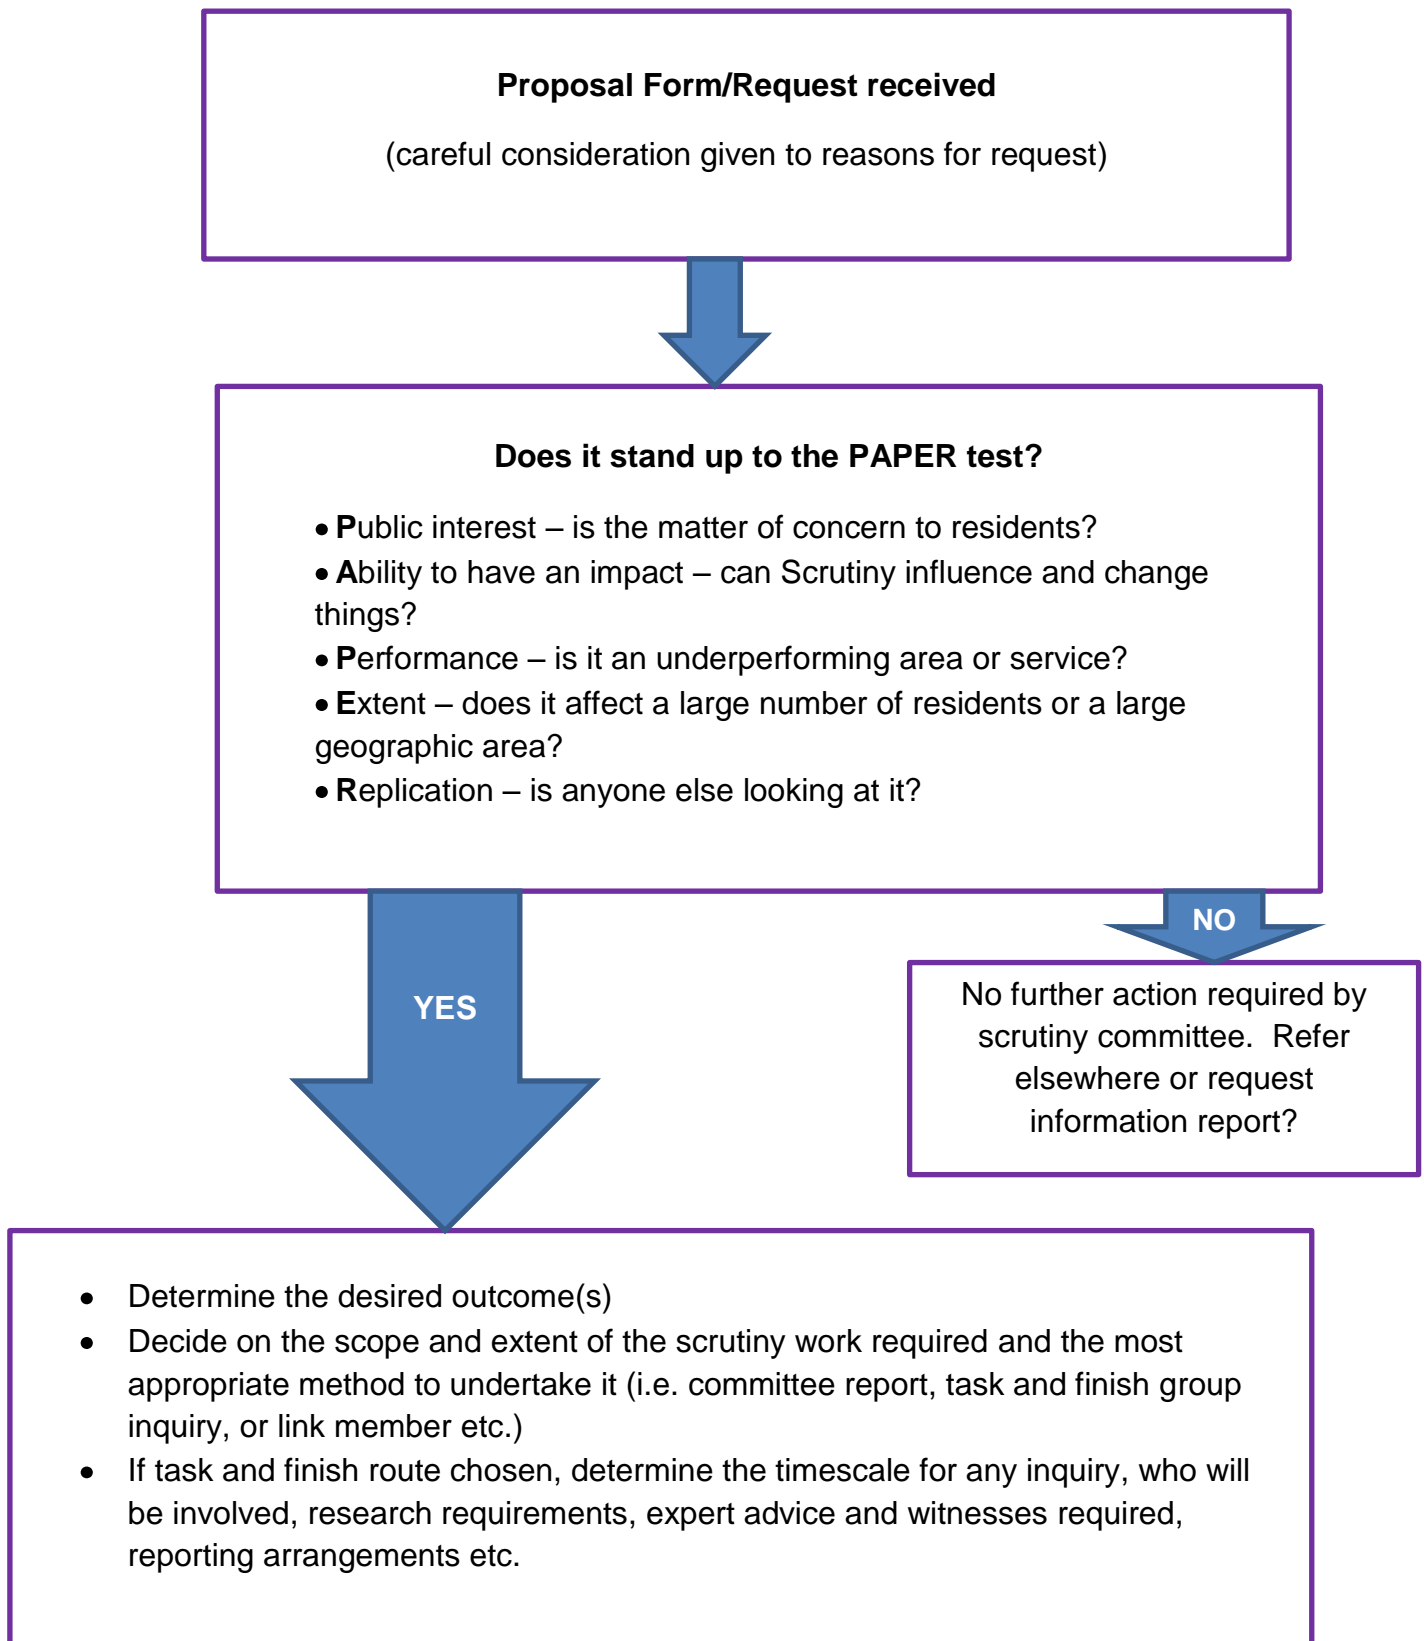 Proposal Form/Request received
(careful consideration given to reasons for request)
Does it stand up to the PAPER test?
• Public interest – is the matter of concern to residents?
• Ability to have an impact – can Scrutiny influence and change
things?
• Performance – is it an underperforming area or service?
• Extent – does it affect a large number of residents or a large
geographic area?
• Replication – is anyone else looking at it?
NO
YES
No further action required by
scrutiny committee.  Refer
elsewhere or request
information report?
• Determine the desired outcome(s)
• Decide on the scope and extent of the scrutiny work required and the most
appropriate method to undertake it (i.e. committee report, task and finish group
inquiry, or link member etc.)
• If task and finish route chosen, determine the timescale for any inquiry, who will
be involved, research requirements, expert advice and witnesses required,
reporting arrangements etc.